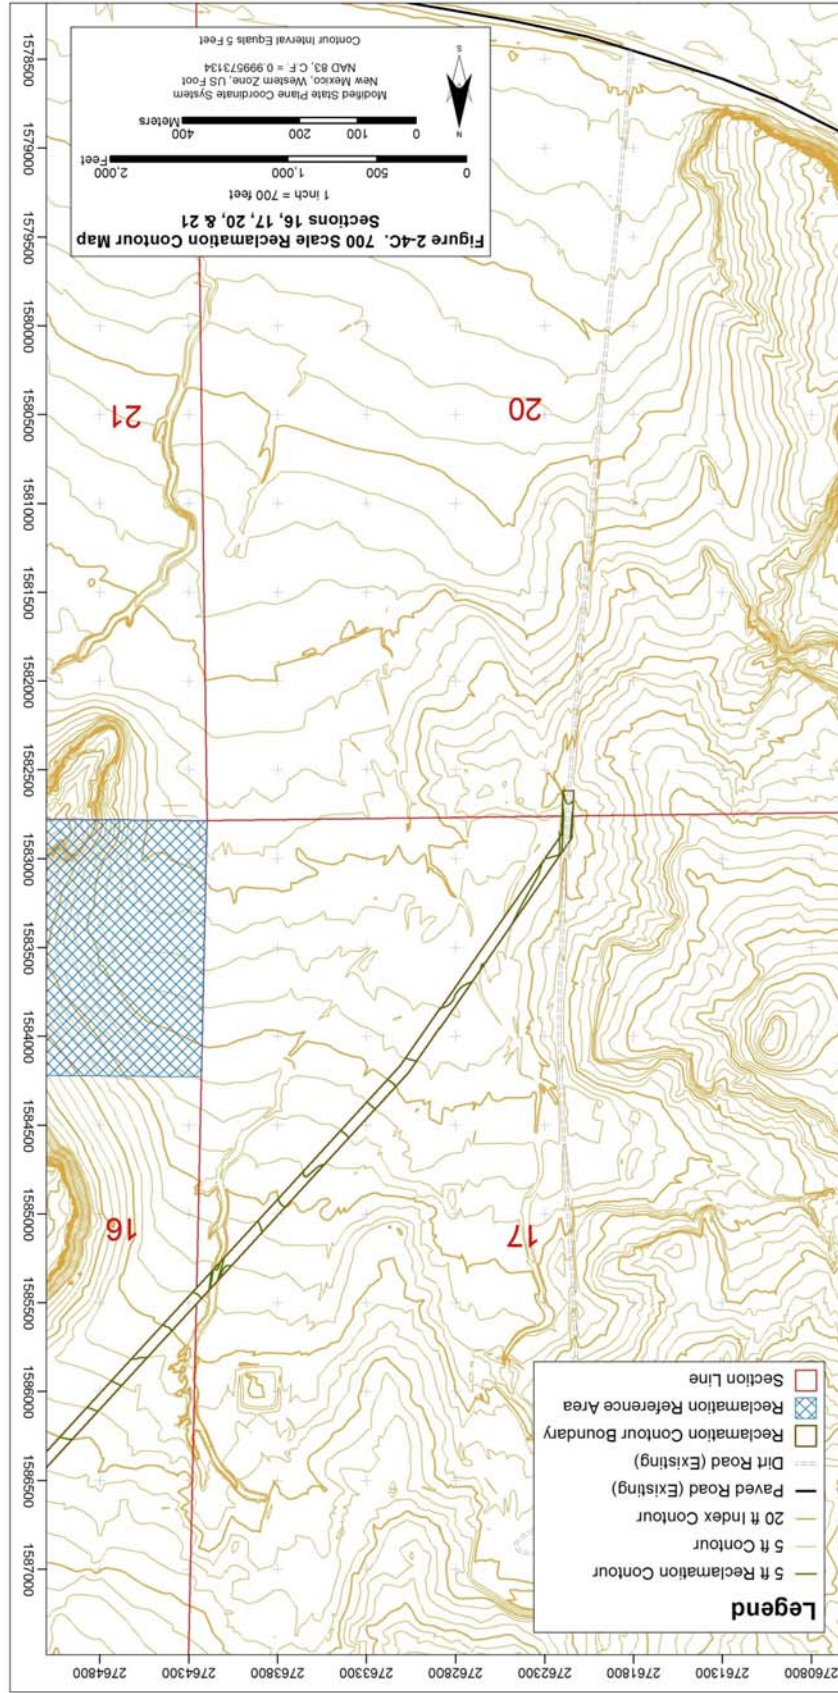 2760800 2761300 2761800 2762300 2762800 2763300 2763800 2764300 2764800
Legend
5 ft Reclamation Contour
5 ft Contour
20 ft Index Contour
Paved Road (Existing)
Dirt Road (Existing)
Reclamation Contour Boundary
Reclamation Reference Area
Section Line
17
16
20
21
1587000
1586500
1586000
1585500
1585000
1584500
1584000
1583500
1583000
1582500
1582000
1581500
1581000
1580500
1580000
1579500
1579000
1578500
Figure 2-4C. 700 Scale Reclamation Contour Map
Sections 16, 17, 20, & 21
1 inch = 700 feet
0 500 1,000 2,000
Feet
0 100 200 400
Meters
N
S
Modified State Plane Coordinate System
New Mexico, Western Zone, US Foot
NAD 83, C.F. = 0.999573134
Contour Interval Equals 5 Feet